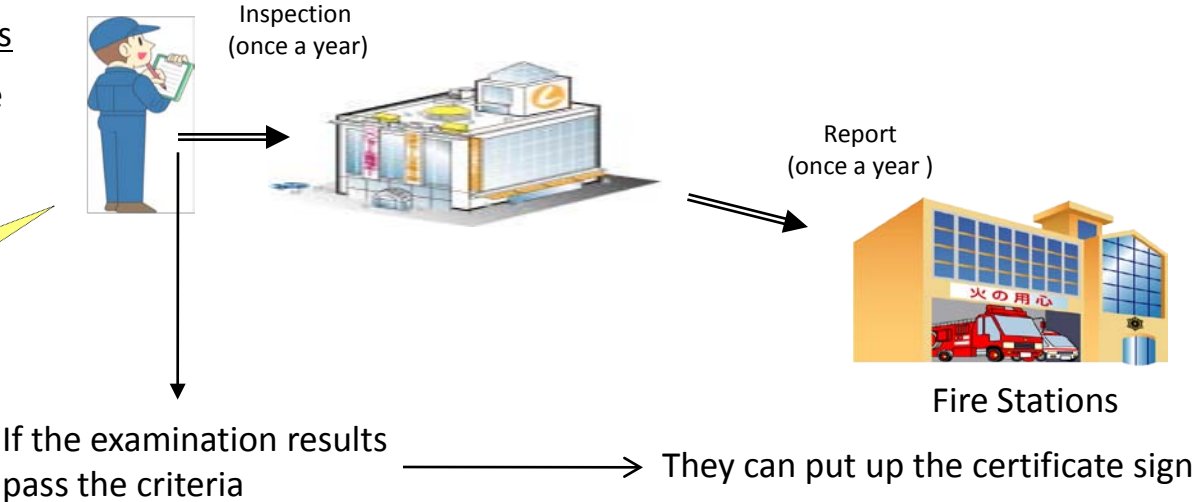 s
e
Inspection
(once a year)
Report
(once a year )
火の用心
Fire Stations
If the examination results
pass the criteria
They can put up the certificate sign